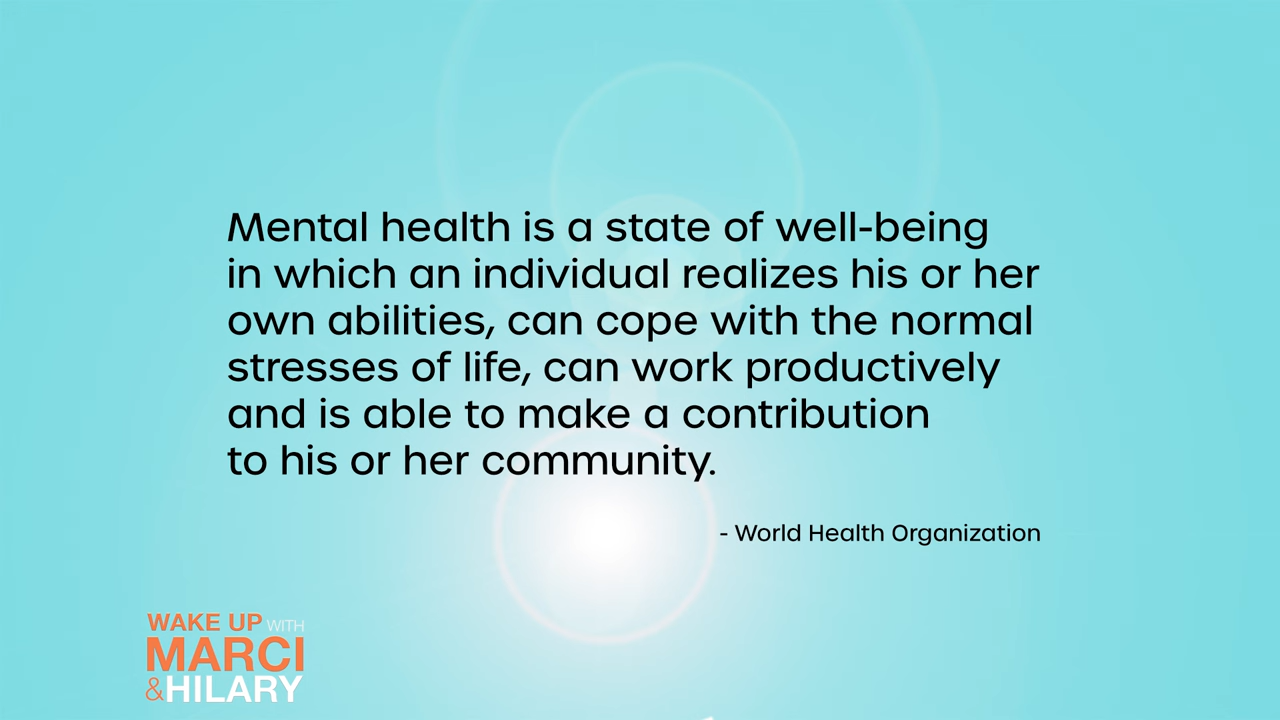 Mental health is a state of well-being
in which an individual realizes his or her
own abilities, can cope with the normal
stresses of life, can work productively
and is able to make a contribution
to his or her community.
- World Health Organization
WAKE UP WITH
MARCI
&HILARY